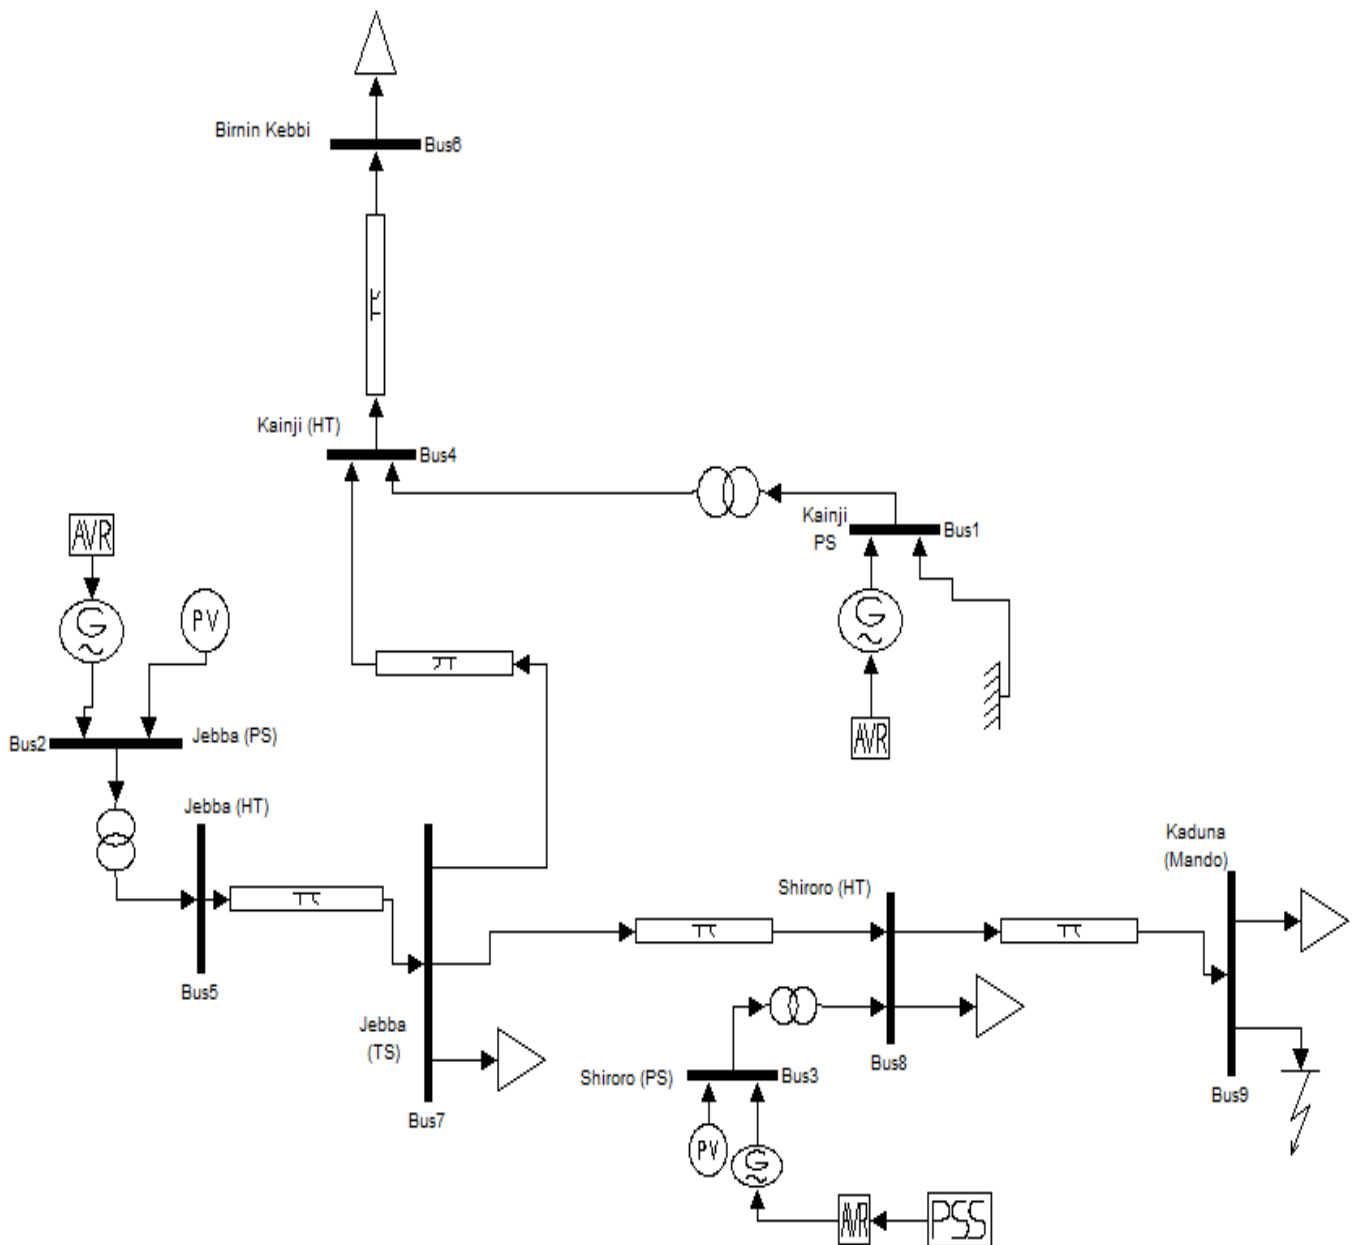 Birnin Kebbi
Bus6
π
Kainji (HT)
Bus4
Kainji
PS
Bus1
AVR
G
~
PV
G
~
π
AVR
Bus2
Jebba (PS)
Jebba (HT)
π
Bus5
Jebba
(TS)
Bus7
π
Shiroro (HT)
π
Kaduna
(Mando)
Bus8
Shiroro (PS)
Bus3
Bus9
PV
G
~
AVR
PSS